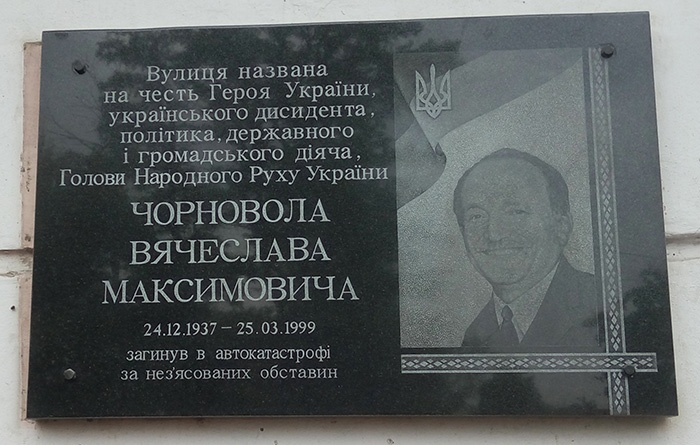 Вулиця названа
на честь Героя України,
українського дисидента,
політика, державного
і громадського діяча,
Голови Народного Руху України
ЧОРНОВОЛА
ВЯЧЕСЛАВА
МАКСИМОВИЧА
24.12.1937 – 25.03.1999
загинув в автокатастрофі
за нез'ясованих обставин